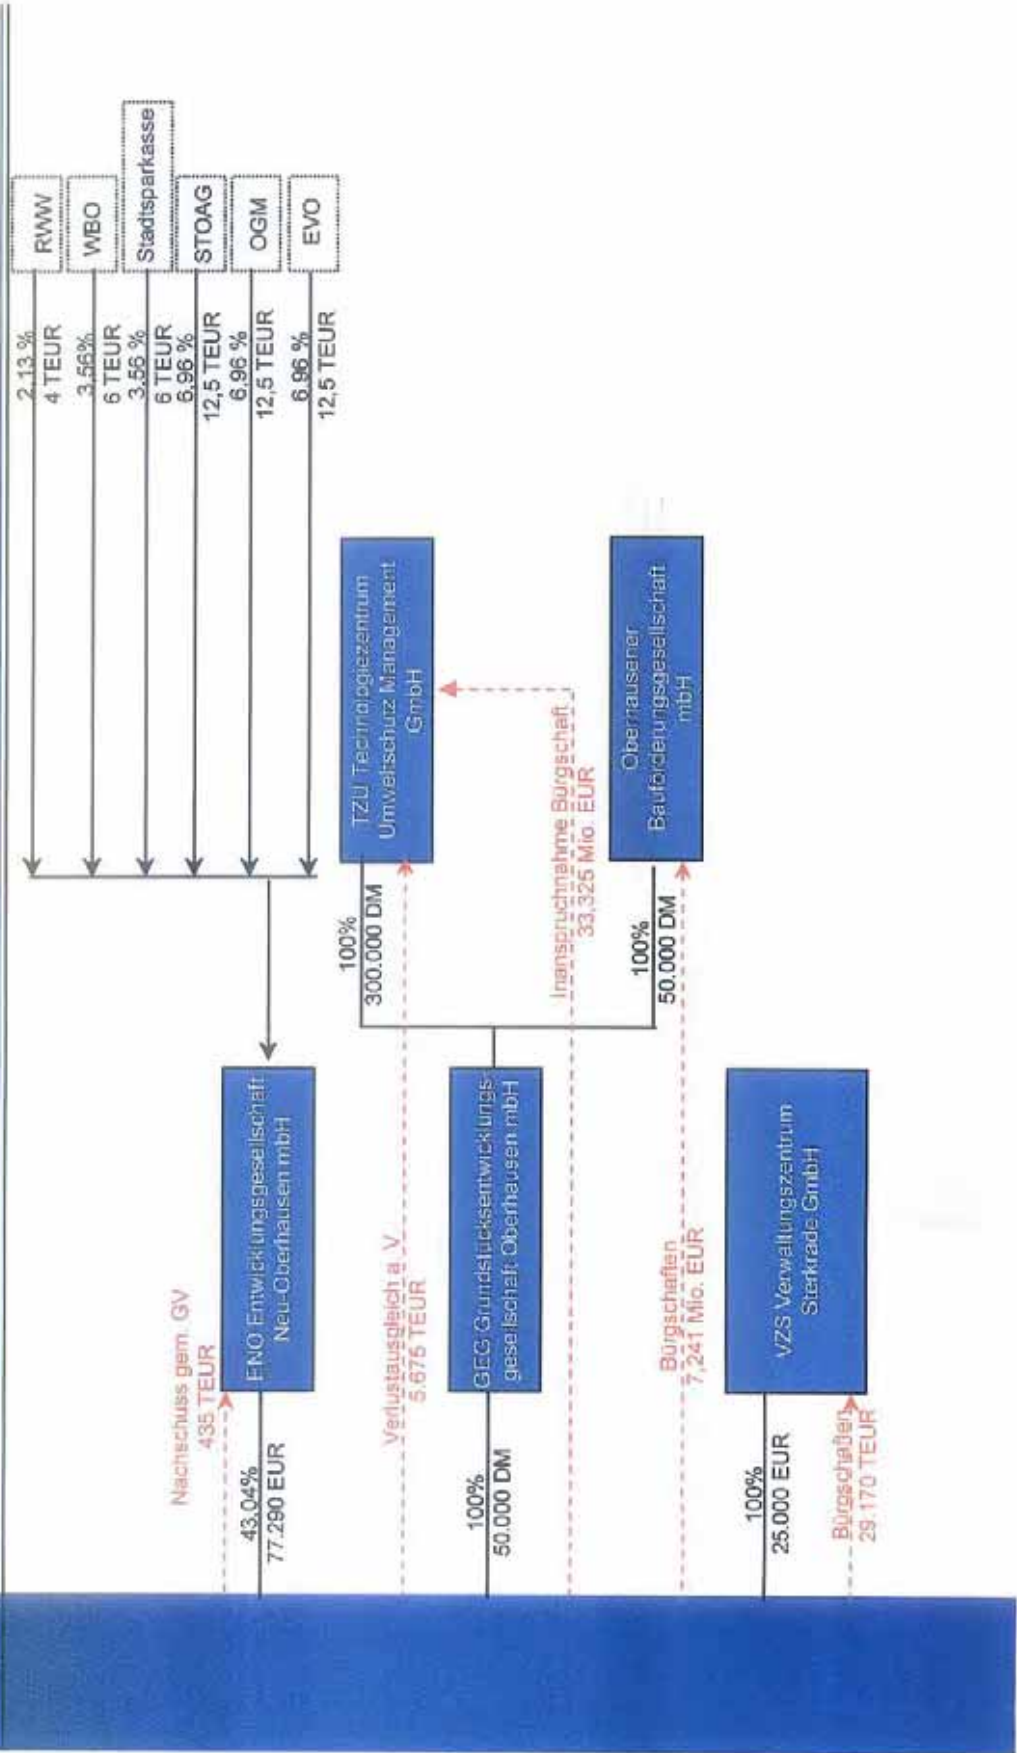 Nachschuss gem. GV
435 TEUR
43,04%
77.290 EUR
ENO Entwicklungsgesellschaft
Neu-Oberhausen mbH
2,13 %
4 TEUR
RWW
3,56%
6 TEUR
WBO
3,56 %
6 TEUR
Stadtsparkasse
6,96 %
12,5 TEUR
STOAG
6,96 %
12,5 TEUR
OGM
6,96 %
12,5 TEUR
EVO
Verlustausgleich a. V
5.675 TEUR
100%
300.000 DM
TZU Technologiezentrum
Umweltschutz Management
GmbH
100%
50.000 DM
GEG Grundstücksentwicklungs-
gesellschaft Oberhausen mbH
Inanspruchnahme Bürgschaft
33,325 Mio. EUR
100%
50.000 DM
Oberhausener
Bauförderungsgesellschaft
mbH
Bürgschaften
7,241 Mio. EUR
100%
25.000 EUR
VZS Verwaltungszentrum
Sterkrade GmbH
Bürgschaften
29.170 TEUR